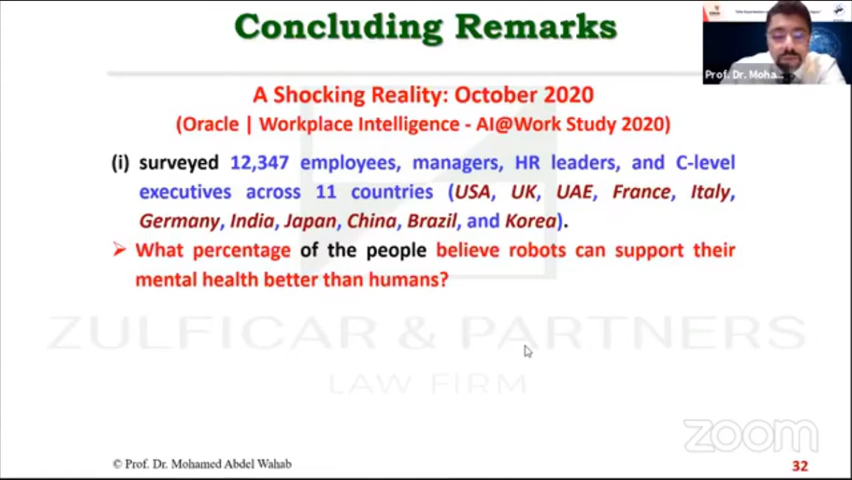 Concluding Remarks
Prof. Dr. Moha...
A Shocking Reality: October 2020
(Oracle | Workplace Intelligence - AI@Work Study 2020)
(i) surveyed 12,347 employees, managers, HR leaders, and C-level
executives across 11 countries (USA, UK, UAE, France, Italy,
Germany, India, Japan, China, Brazil, and Korea).
➢ What percentage of the people believe robots can support their
mental health better than humans?
ZULFICAR & PARTNERS
LAW FIRM
zoom
© Prof. Dr. Mohamed Abdel Wahab
32